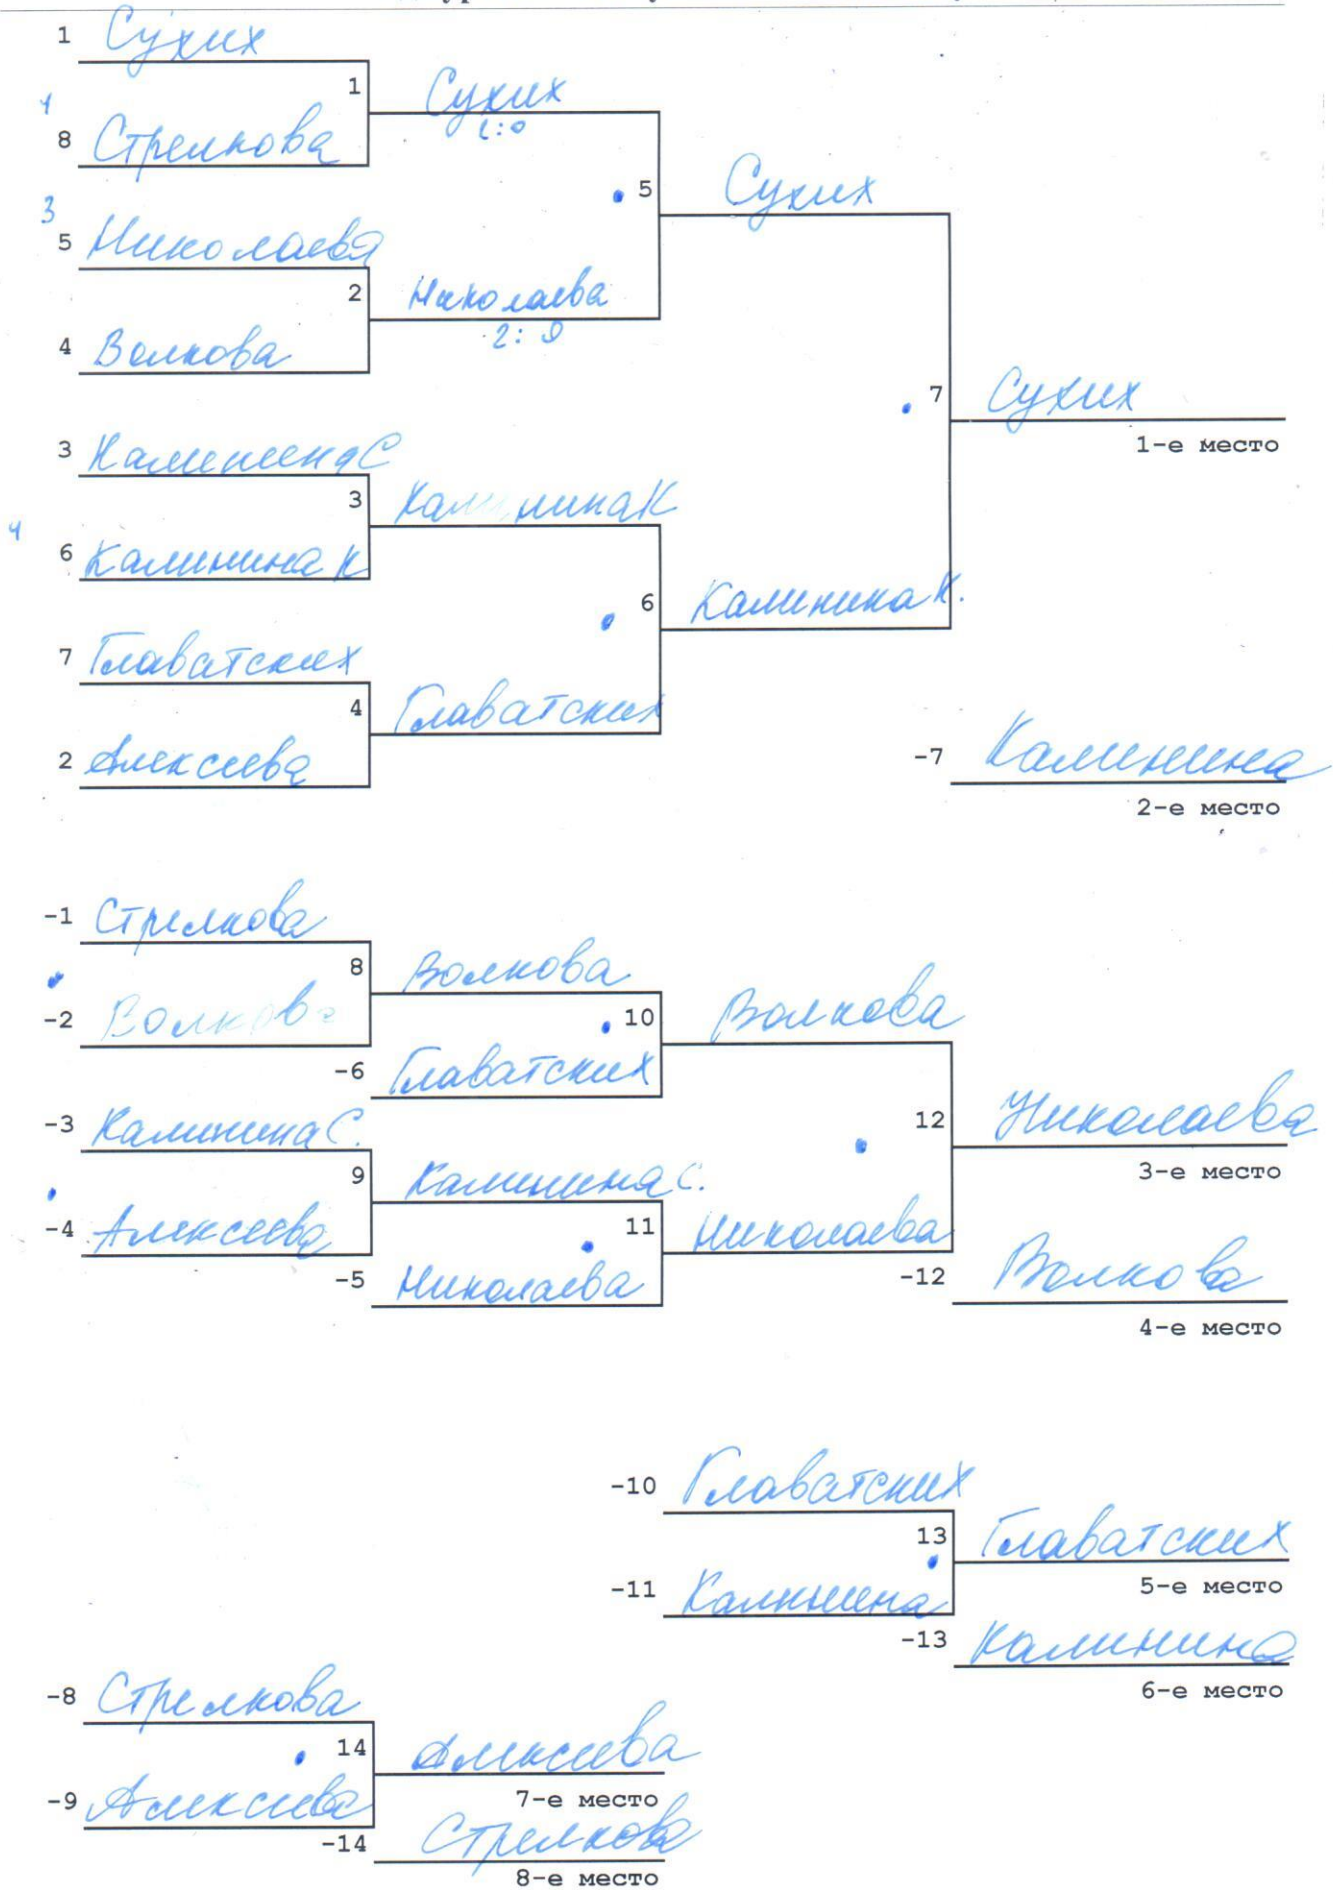 1 Сухих
1 Сухих
1:0
8 Стрелкова
5 Сухих
3
5 Николаева
2 Николаева
4 Волкова
7 Сухих
1-е место
3 Калинина С
3 Калинина К
4
6 Калинина К
6 Калинина К.
7 Главатских
4 Главатских
2 Алексеева
-7 Калинина
2-е место
-1 Стрелкова
8 Волкова
-2 Волкова
10 Волкова
-6 Главатских
-3 Калинина С.
12 Николаева
3-е место
9 Калинина С.
-4 Алексеева
11 Николаева
-5 Николаева
-12 Волкова
4-е место
-10 Главатских
13 Главатских
5-е место
-11 Калинина
-13 Калинина
6-е место
-8 Стрелкова
14 Алексеева
7-е место
-9 Алексеева
-14 Стрелкова
8-е место